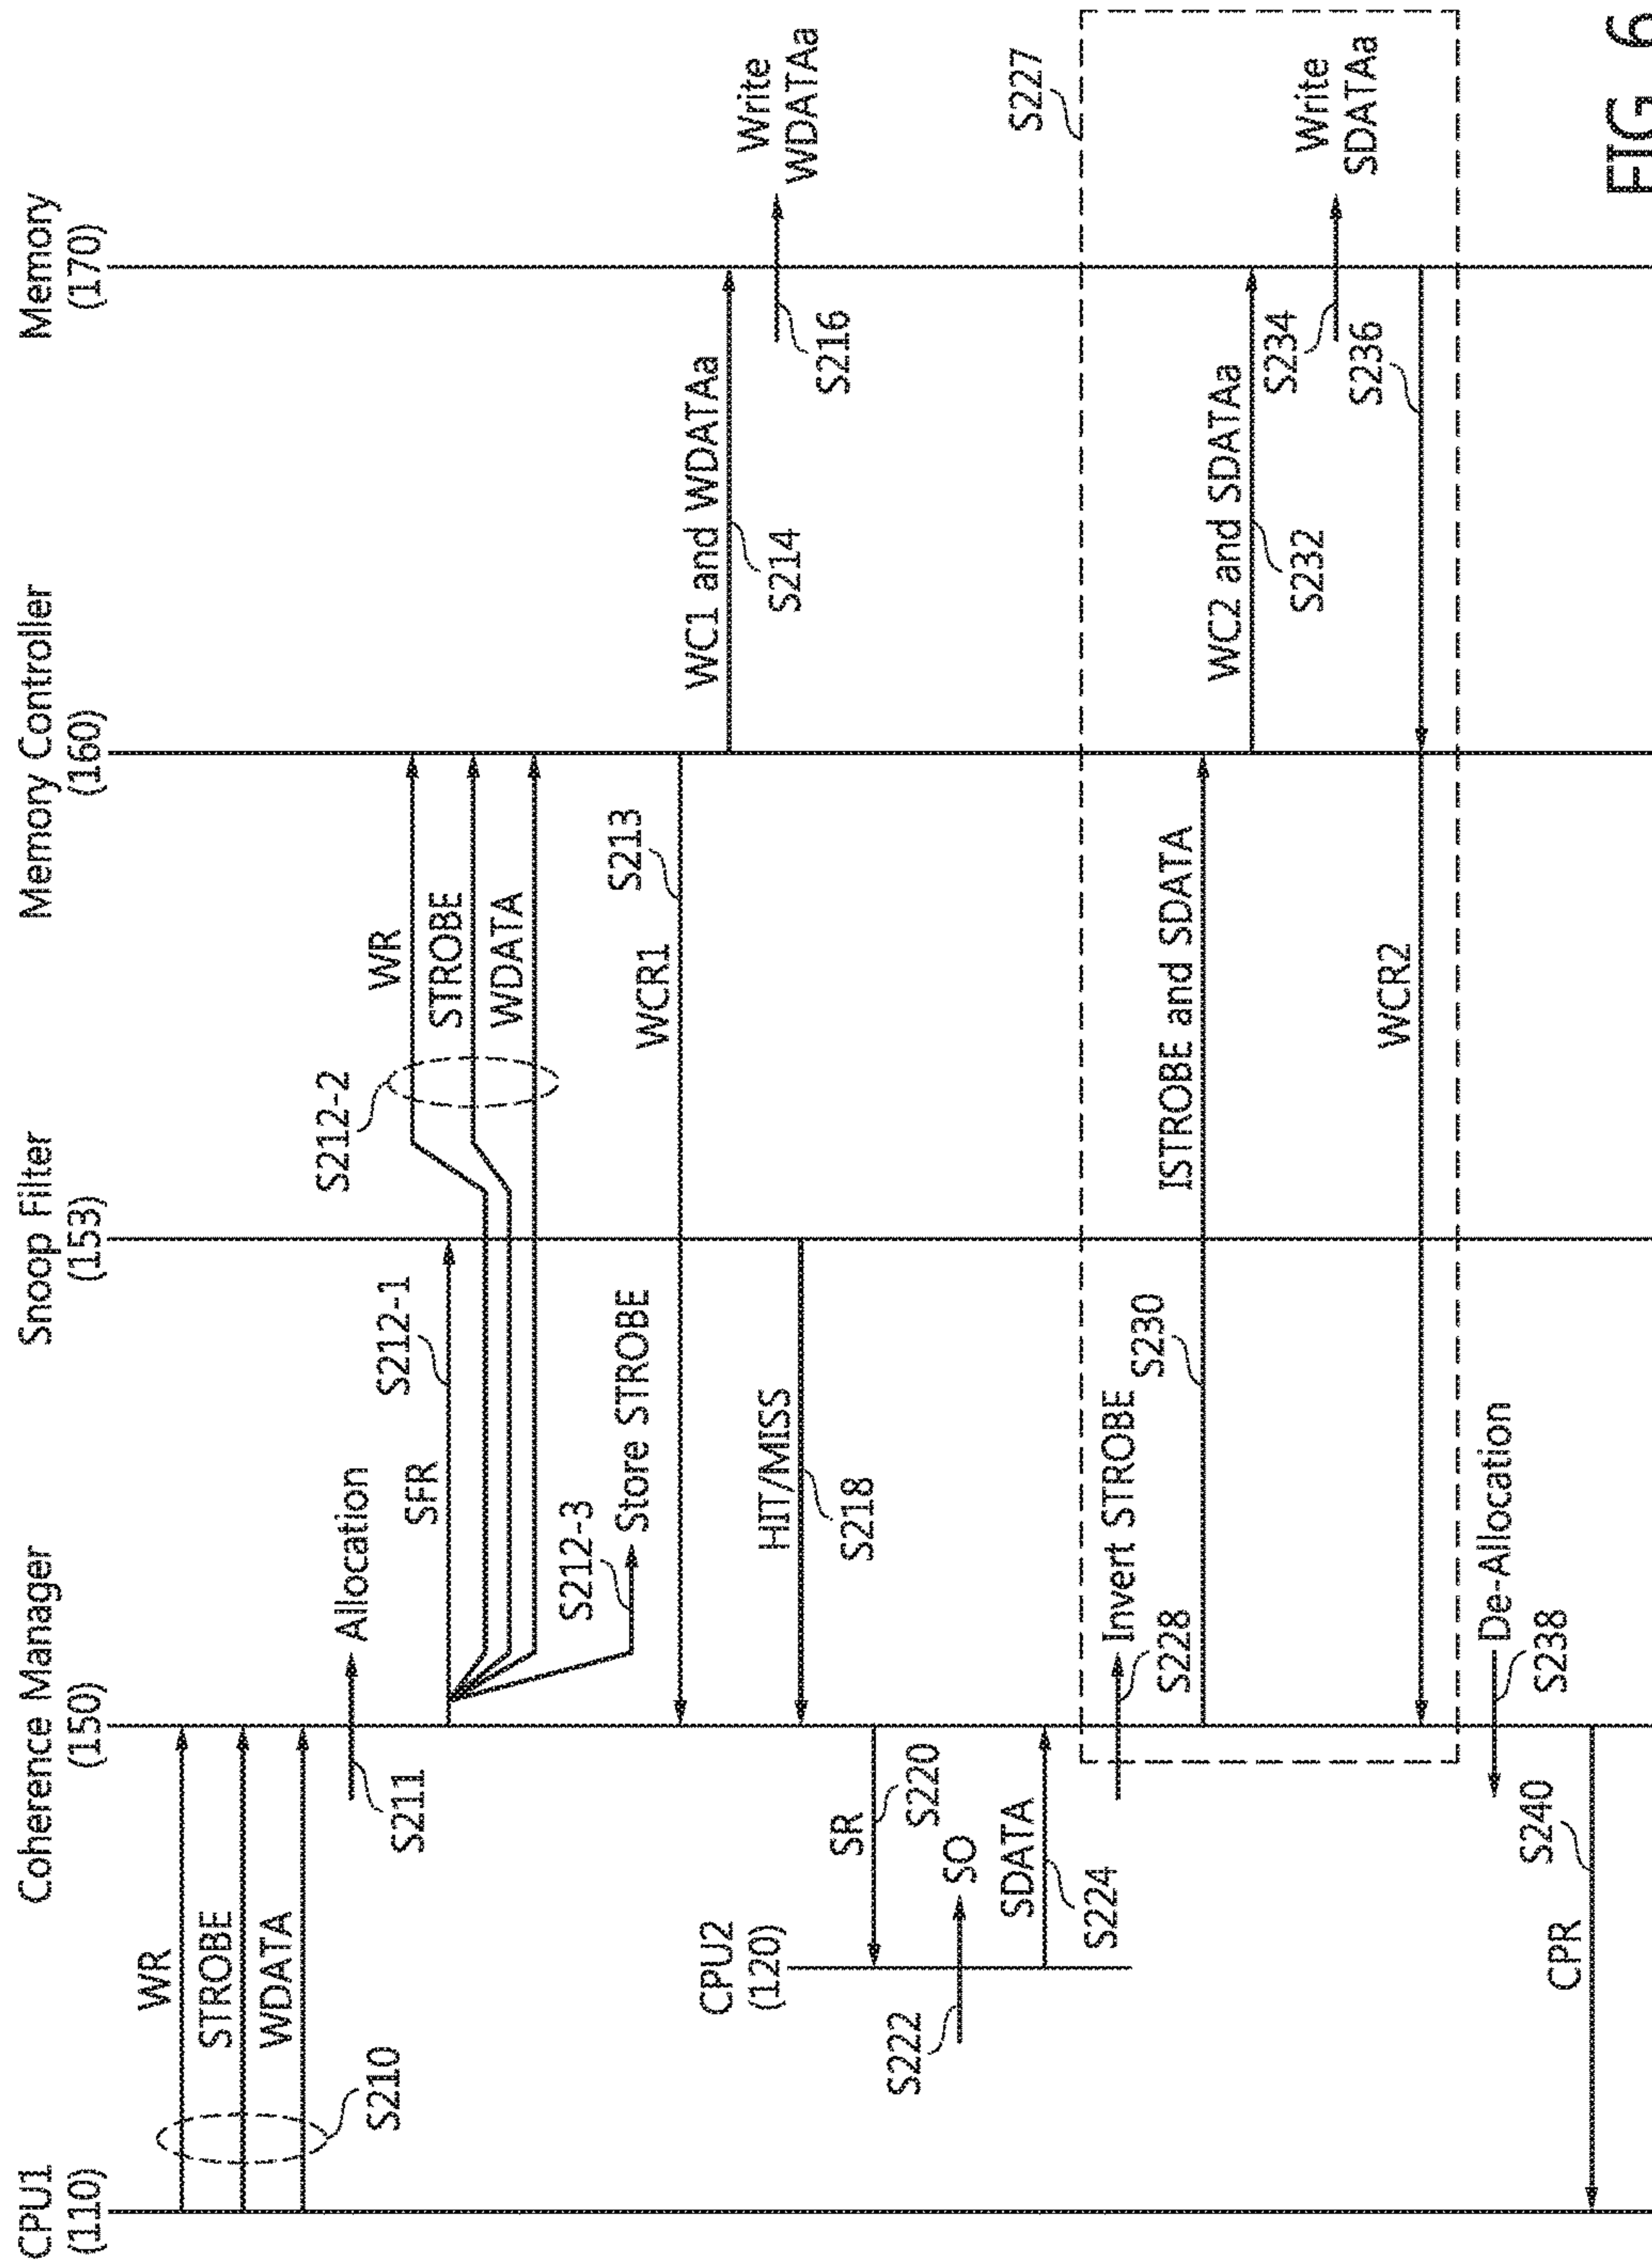 CPU1
(110)
Coherence Manager
(150)
Snoop Filter
(153)
Memory Controller
(160)
Memory
(170)
WR
STROBE
WDATA
S210
Allocation
S211
SFR
S212-1
S212-2
WR
STROBE
WDATA
S212-3
Store STROBE
WCR1
S213
WC1 and WDATAa
S214
Write
WDATAa
S216
HIT/MISS
S218
CPU2
(120)
SR
S220
SO
S222
SDATA
S224
S227
Invert STROBE
S228
ISTROBE and SDATA
S230
WC2 and SDATAa
S232
Write
SDATAa
S234
S236
WCR2
De-Allocation
S238
CPR
S240
FIG. 6